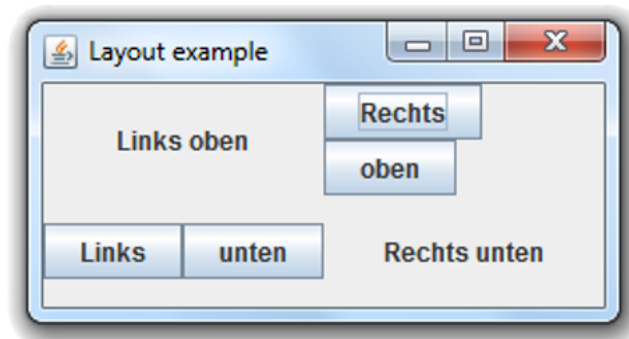 Layout example
Links oben
Rechts
oben
Links unten
Rechts unten